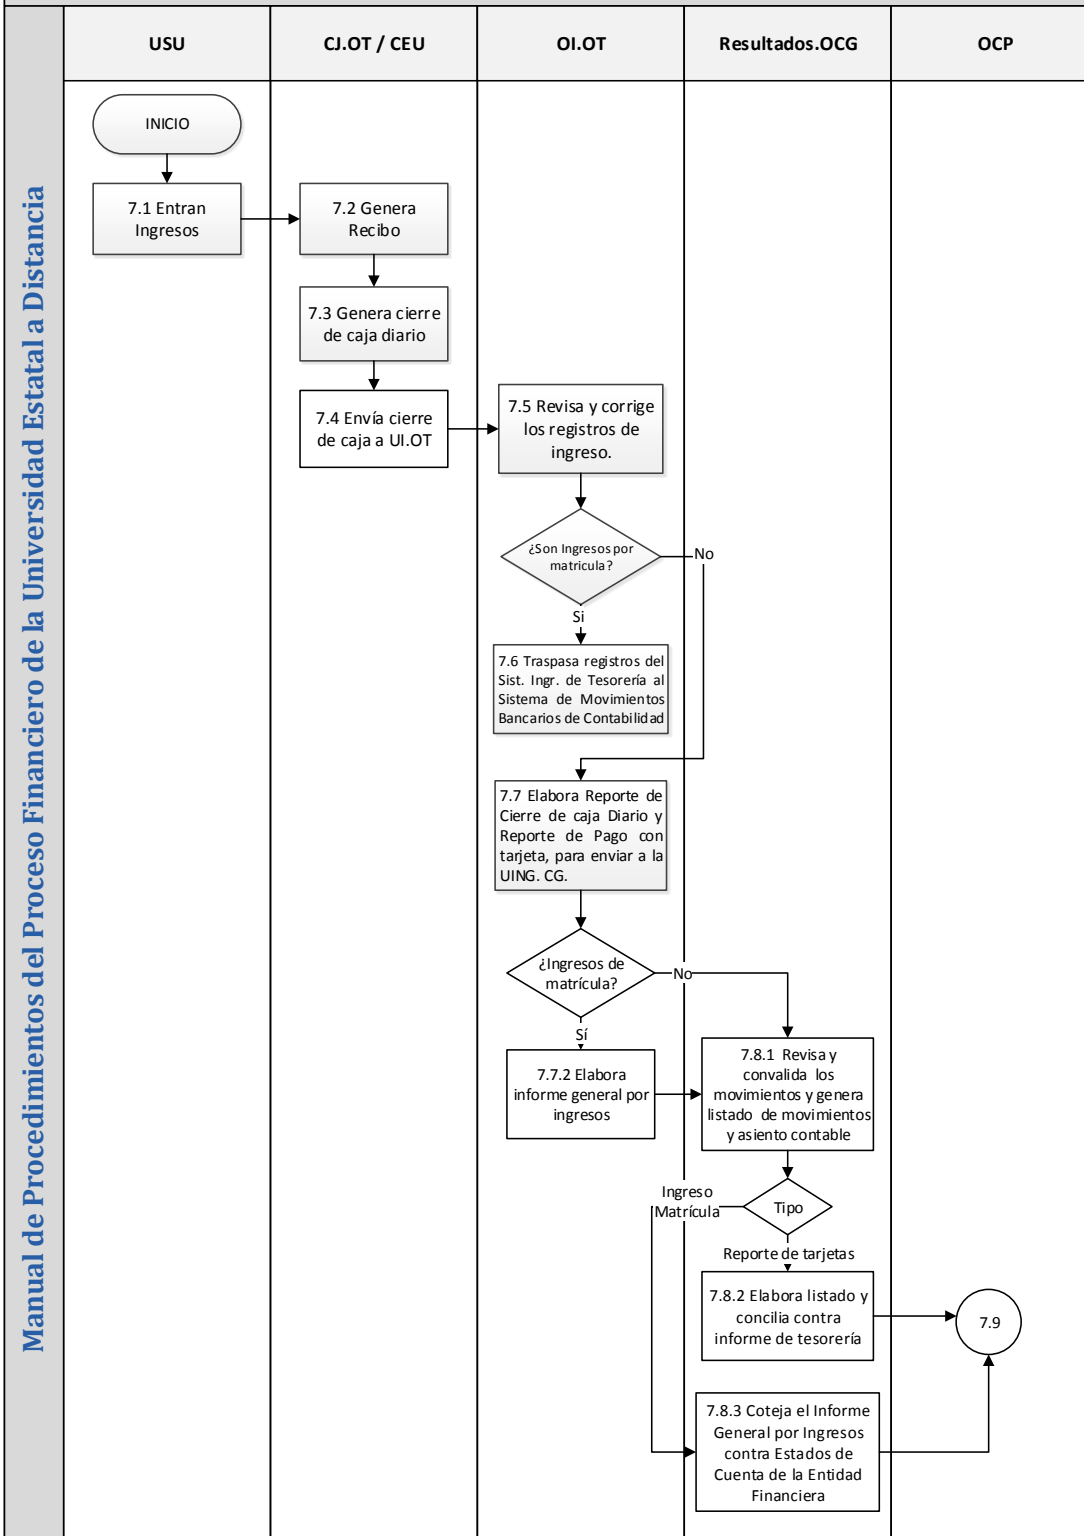 Manual de Procedimientos del Proceso Financiero de la Universidad Estatal a Distancia
USU
CJ.OT / CEU
OI.OT
Resultados.OCG
OCP
INICIO
7.1 Entran
Ingresos
7.2 Genera
Recibo
7.3 Genera cierre
de caja diario
7.4 Envía cierre
de caja a UI.OT
7.5 Revisa y corrige
los registros de
ingreso.
¿Son Ingresos por
matricula?
No
Si
7.6 Traspasa registros del
Sist. Ingr. de Tesorería al
Sistema de Movimientos
Bancarios de Contabilidad
7.7 Elabora Reporte de
Cierre de caja Diario y
Reporte de Pago con
tarjeta, para enviar a la
UING. CG.
¿Ingresos de
matrícula?
No
Sí
7.7.2 Elabora
informe general por
ingresos
7.8.1 Revisa y
convalida los
movimientos y genera
listado de movimientos
y asiento contable
Ingreso
Matrícula
Tipo
Reporte de tarjetas
7.8.2 Elabora listado y
concilia contra
informe de tesorería
7.9
7.8.3 Coteja el Informe
General por Ingresos
contra Estados de
Cuenta de la Entidad
Financiera